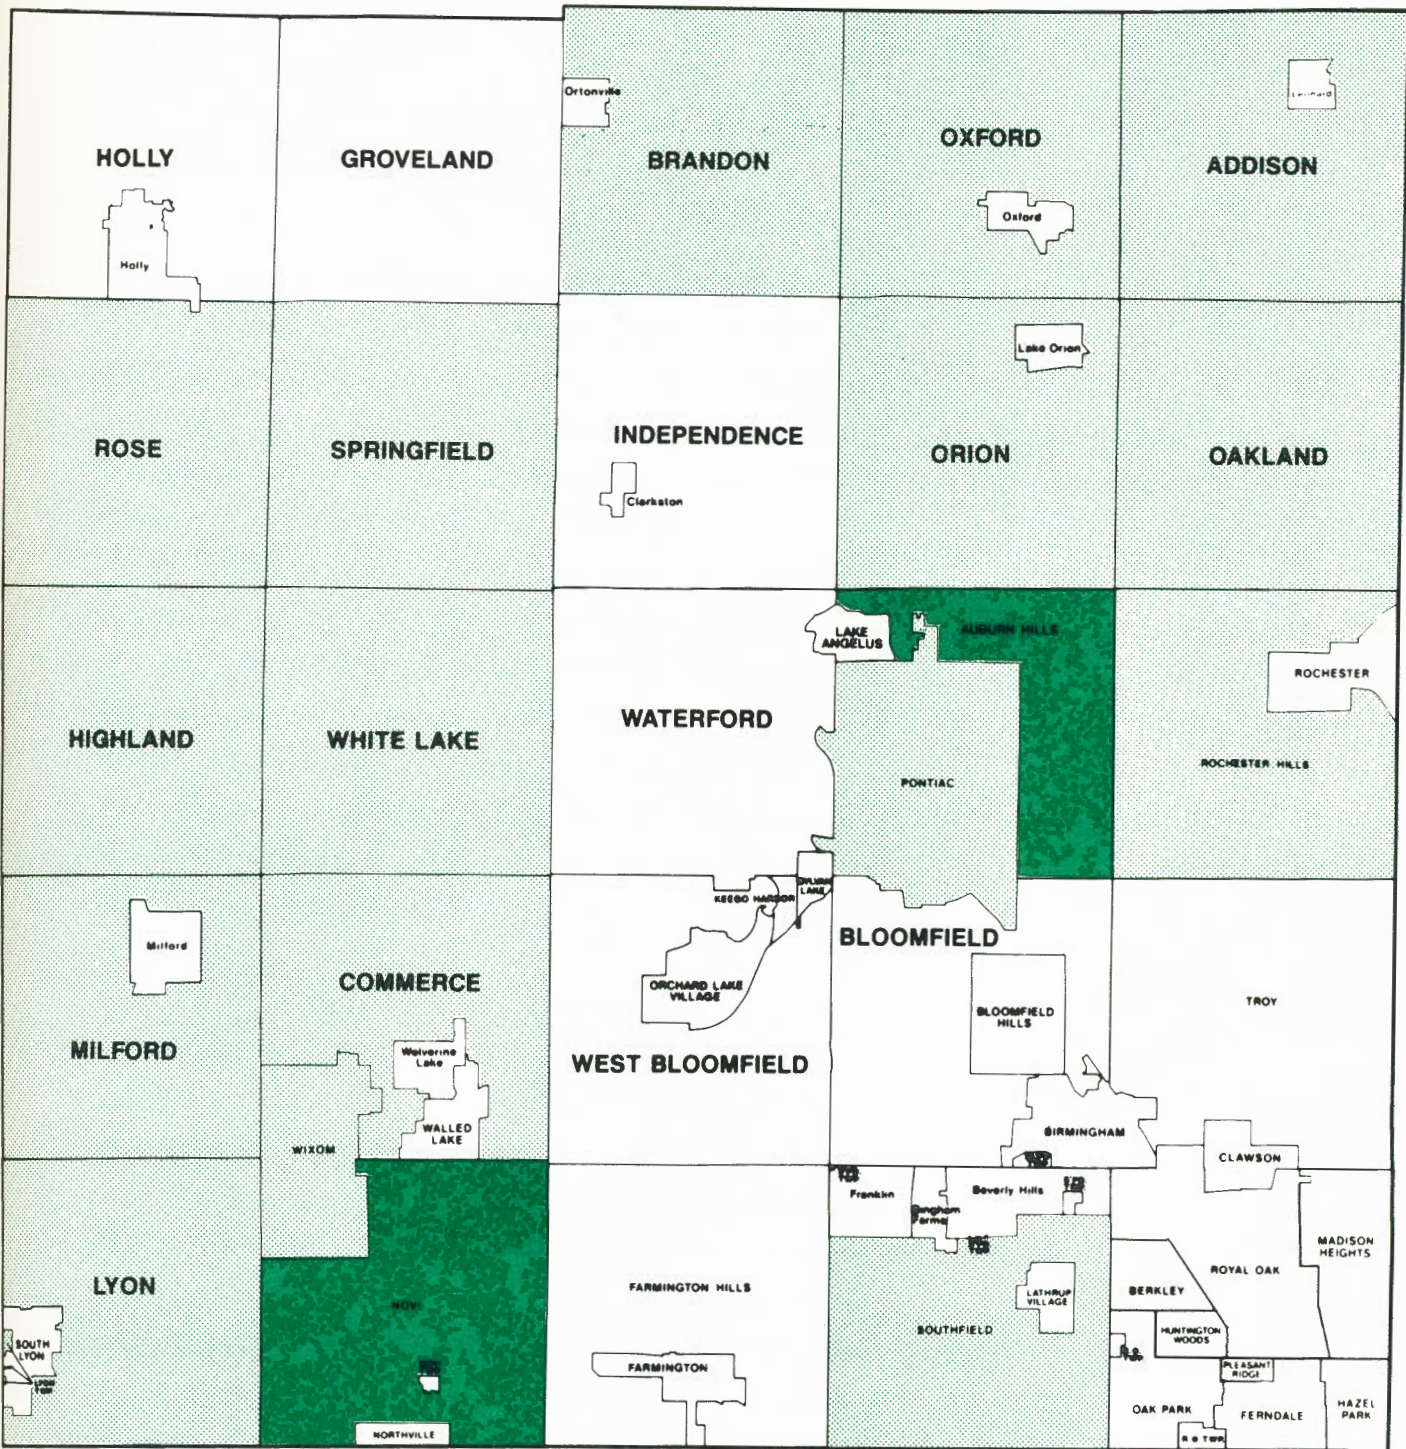 Ortonville
OXFORD
HOLLY
GROVELAND
BRANDON
ADDISON
Oxford
Holly
Lake Orion
ROSE
SPRINGFIELD
INDEPENDENCE
ORION
OAKLAND
Clarkston
LAKE
ANGELUS
AUBURN HILLS
ROCHESTER
HIGHLAND
WHITE LAKE
WATERFORD
PONTIAC
ROCHESTER HILLS
KEEGO HARBOR
SYLVAN
LAKE
Milford
BLOOMFIELD
COMMERCE
ORCHARD LAKE
VILLAGE
BLOOMFIELD
HILLS
TROY
MILFORD
Wolverine
Lake
WEST BLOOMFIELD
WIXOM
WALLED
LAKE
BIRMINGHAM
CLAWSON
Franklin
Bingham
Farms
Beverly Hills
MADISON
HEIGHTS
LYON
NOVI
FARMINGTON HILLS
SOUTHFIELD
LATHRUP
VILLAGE
BERKLEY
ROYAL OAK
SOUTH
LYON
LYON
TWP
FARMINGTON
HUNTINGTON
WOODS
PLEASANT
RIDGE
NORTHVILLE
OAK PARK
FERNDALE
HAZEL
PARK
R O TWP